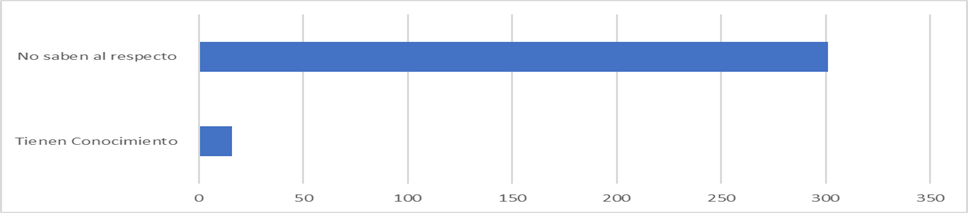 No saben al respecto
Tienen Conocimiento
0 50 100 150 200 250 300 350